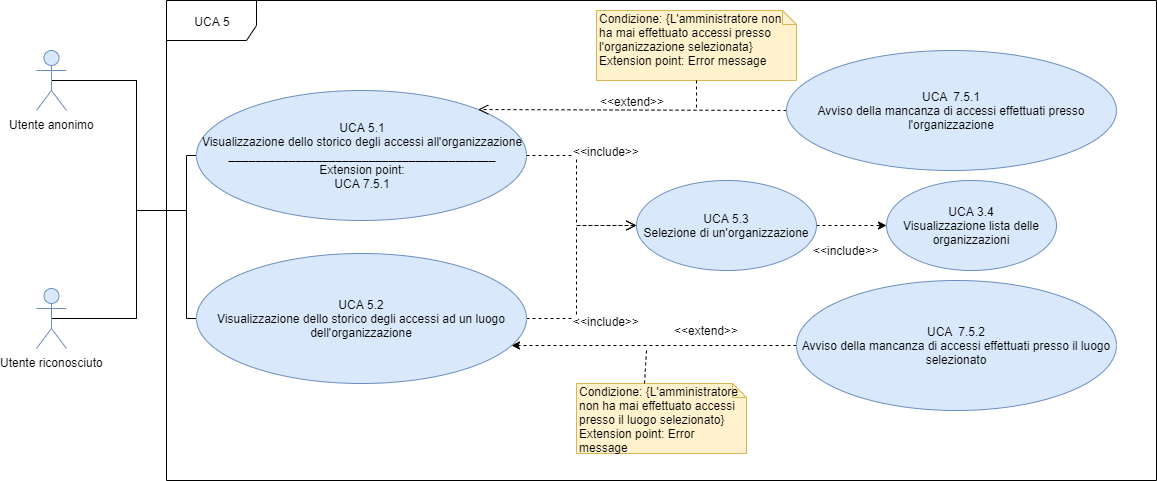 UCA 5
Condizione: {L'amministratore non
ha mai effettuato accessi presso
l'organizzazione selezionata}
Extension point: Error message
Utente anonimo
<<extend>>
UCA  7.5.1
Avviso della mancanza di accessi effettuati presso
l'organizzazione
UCA 5.1
Visualizzazione dello storico degli accessi all'organizzazione
Extension point:
UCA 7.5.1
<<include>>
UCA 5.3
Selezione di un'organizzazione
<<include>>
UCA 3.4
Visualizzazione lista delle
organizzazioni
UCA 5.2
Visualizzazione dello storico degli accessi ad un luogo
dell'organizzazione
<<include>>
<<extend>>
UCA  7.5.2
Avviso della mancanza di accessi effettuati presso il luogo
selezionato
Utente riconosciuto
Condizione: {L'amministratore
non ha mai effettuato accessi
presso il luogo selezionato}
Extension point: Error
message